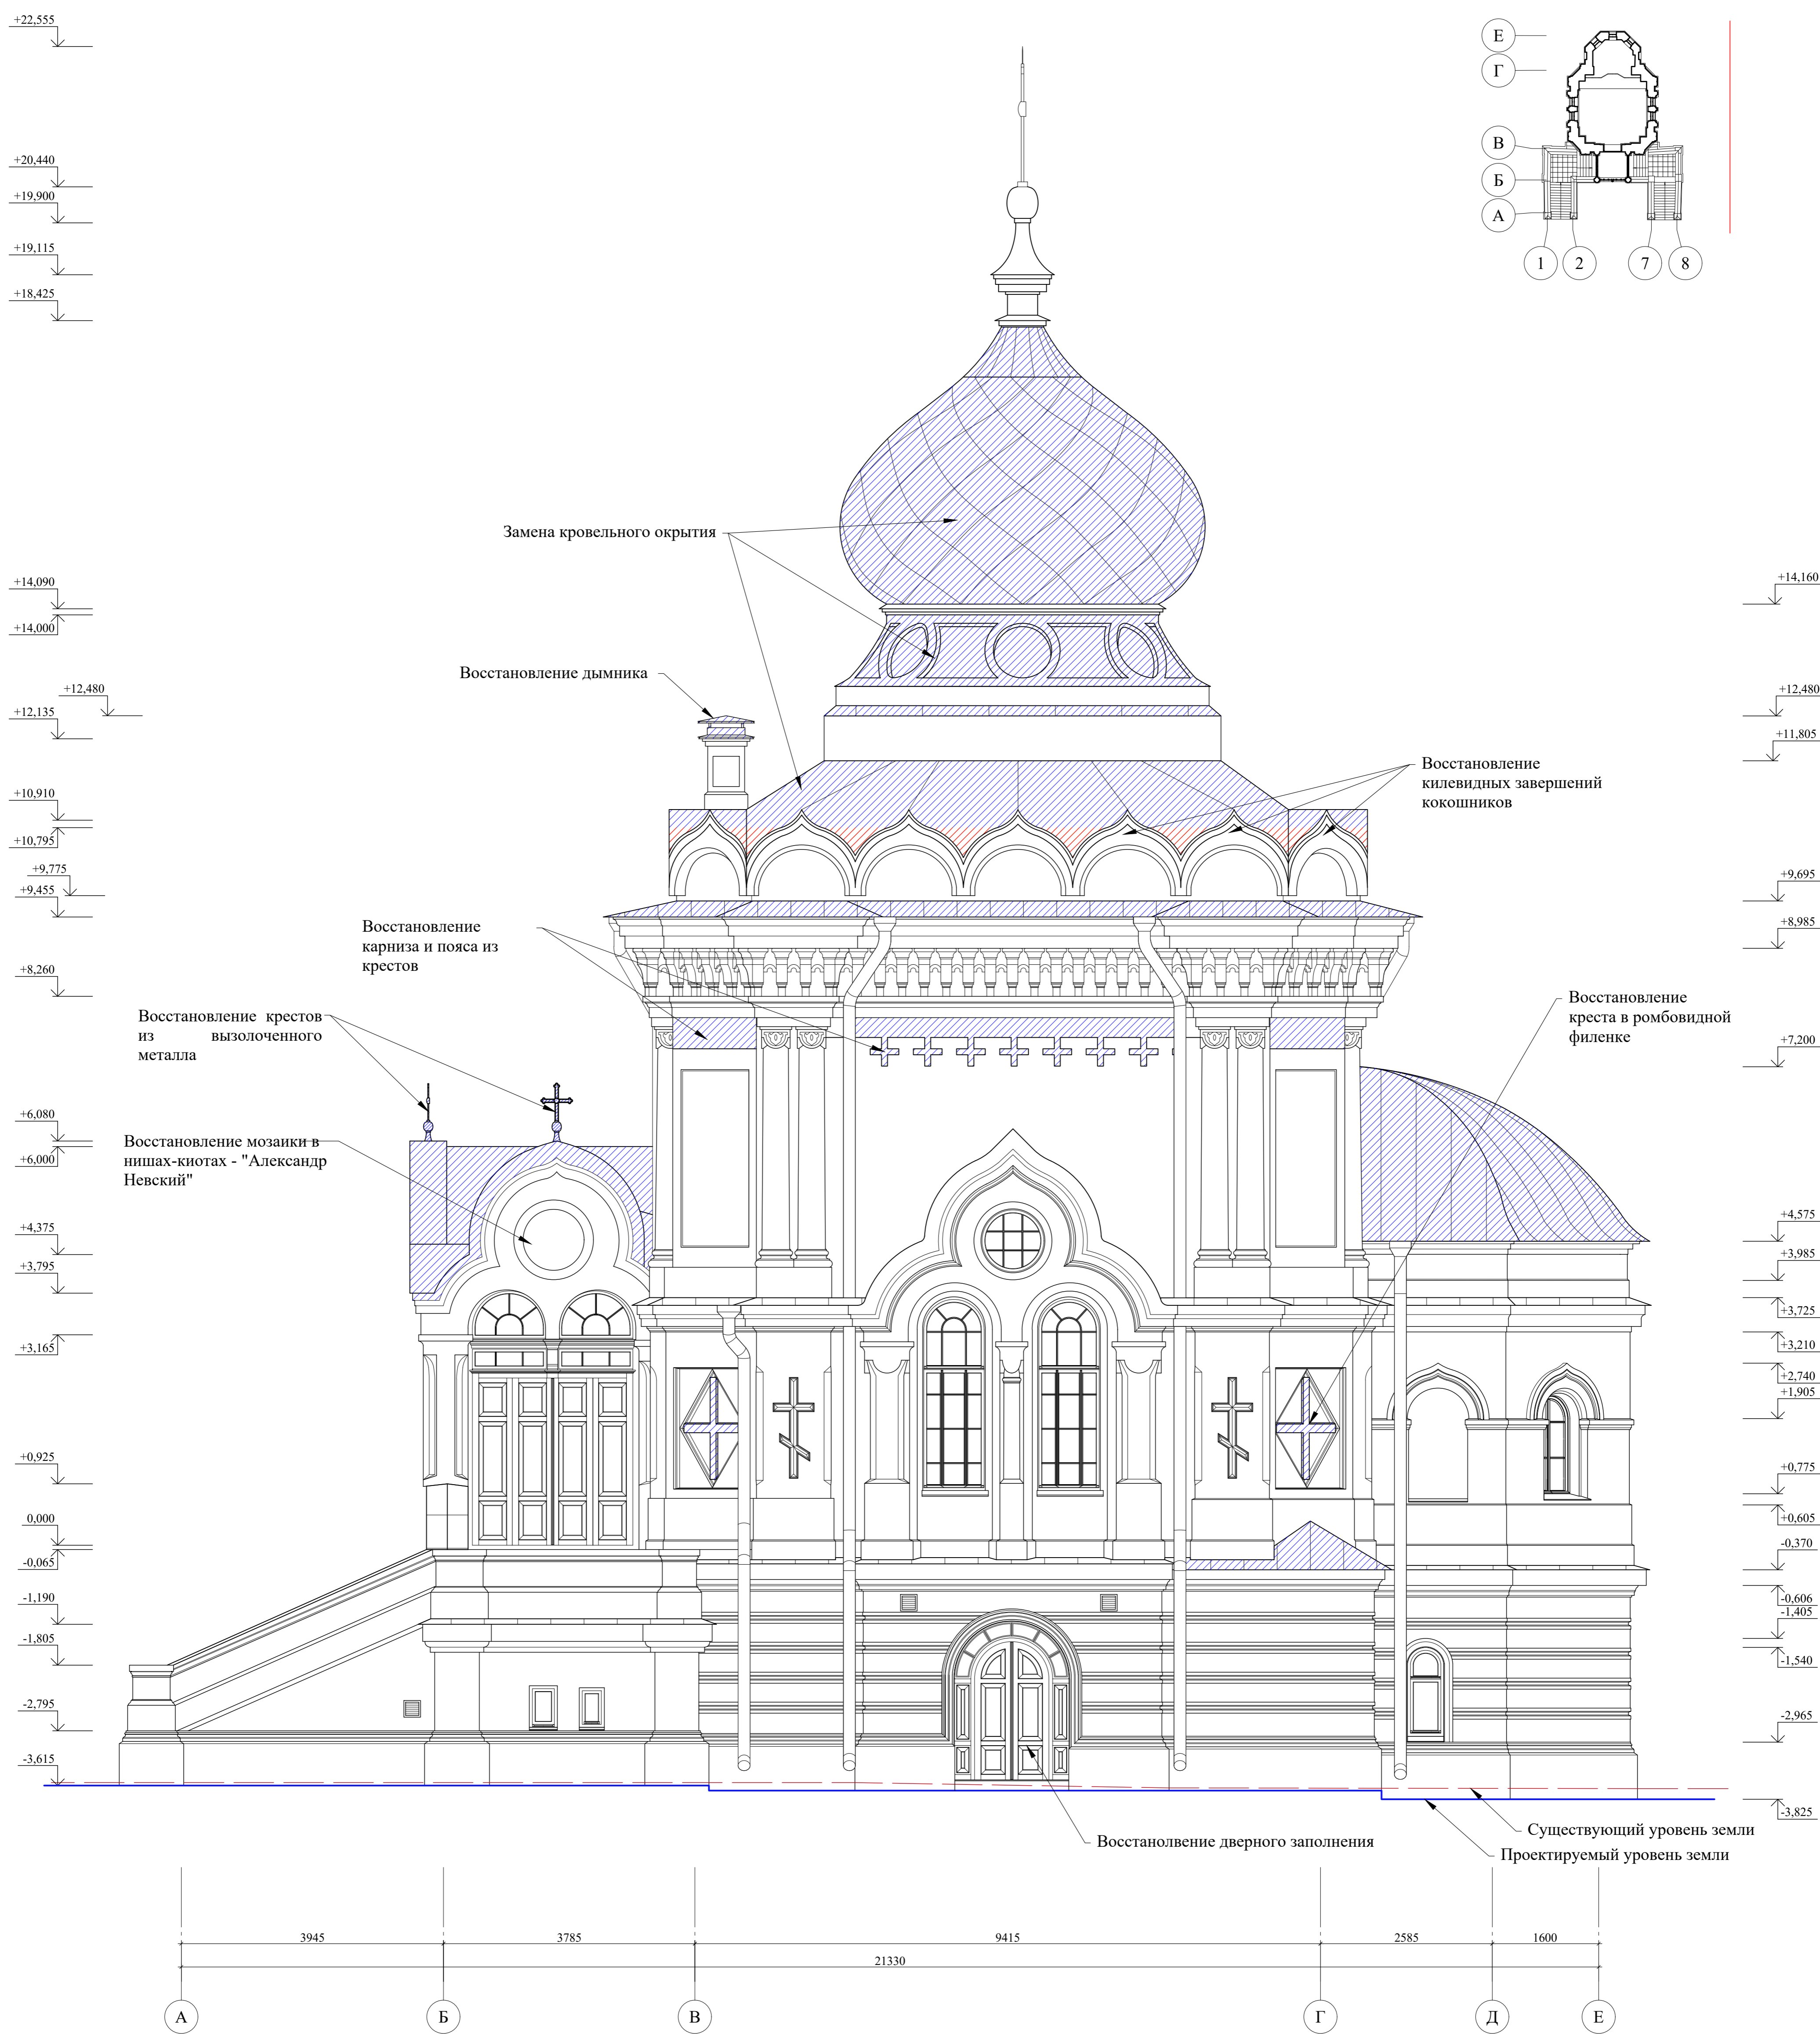 +22,555
+20,440
+19,900
+19,115
+18,425
Е
Г
В
Б
А
1 2 7 8
Замена кровельного окрытия
+14,090
+14,000
+14,160
Восстановление дымника
+12,480
+12,135
+12,480
+11,805
Восстановление
килевидных завершений
кокошников
+10,910
+10,795
+9,775
+9,455
+9,695
+8,985
Восстановление
карниза и пояса из
крестов
+8,260
Восстановление крестов
из вызолоченного
металла
Восстановление
креста в ромбовидной
филенке
+7,200
+6,080
+6,000
Восстановление мозаики в
нишах-киотах - "Александр
Невский"
+4,375
+3,795
+3,165
+4,575
+3,985
+3,725
+3,210
+2,740
+1,905
+0,925
0,000
-0,065
-1,190
-1,805
-2,795
-3,615
+0,775
+0,605
-0,370
-0,606
-1,405
-1,540
-2,965
-3,825
Восстанолвение дверного заполнения
Существующий уровень земли
Проектируемый уровень земли
3945 3785 9415 2585 1600
21330
А Б В Г Д Е